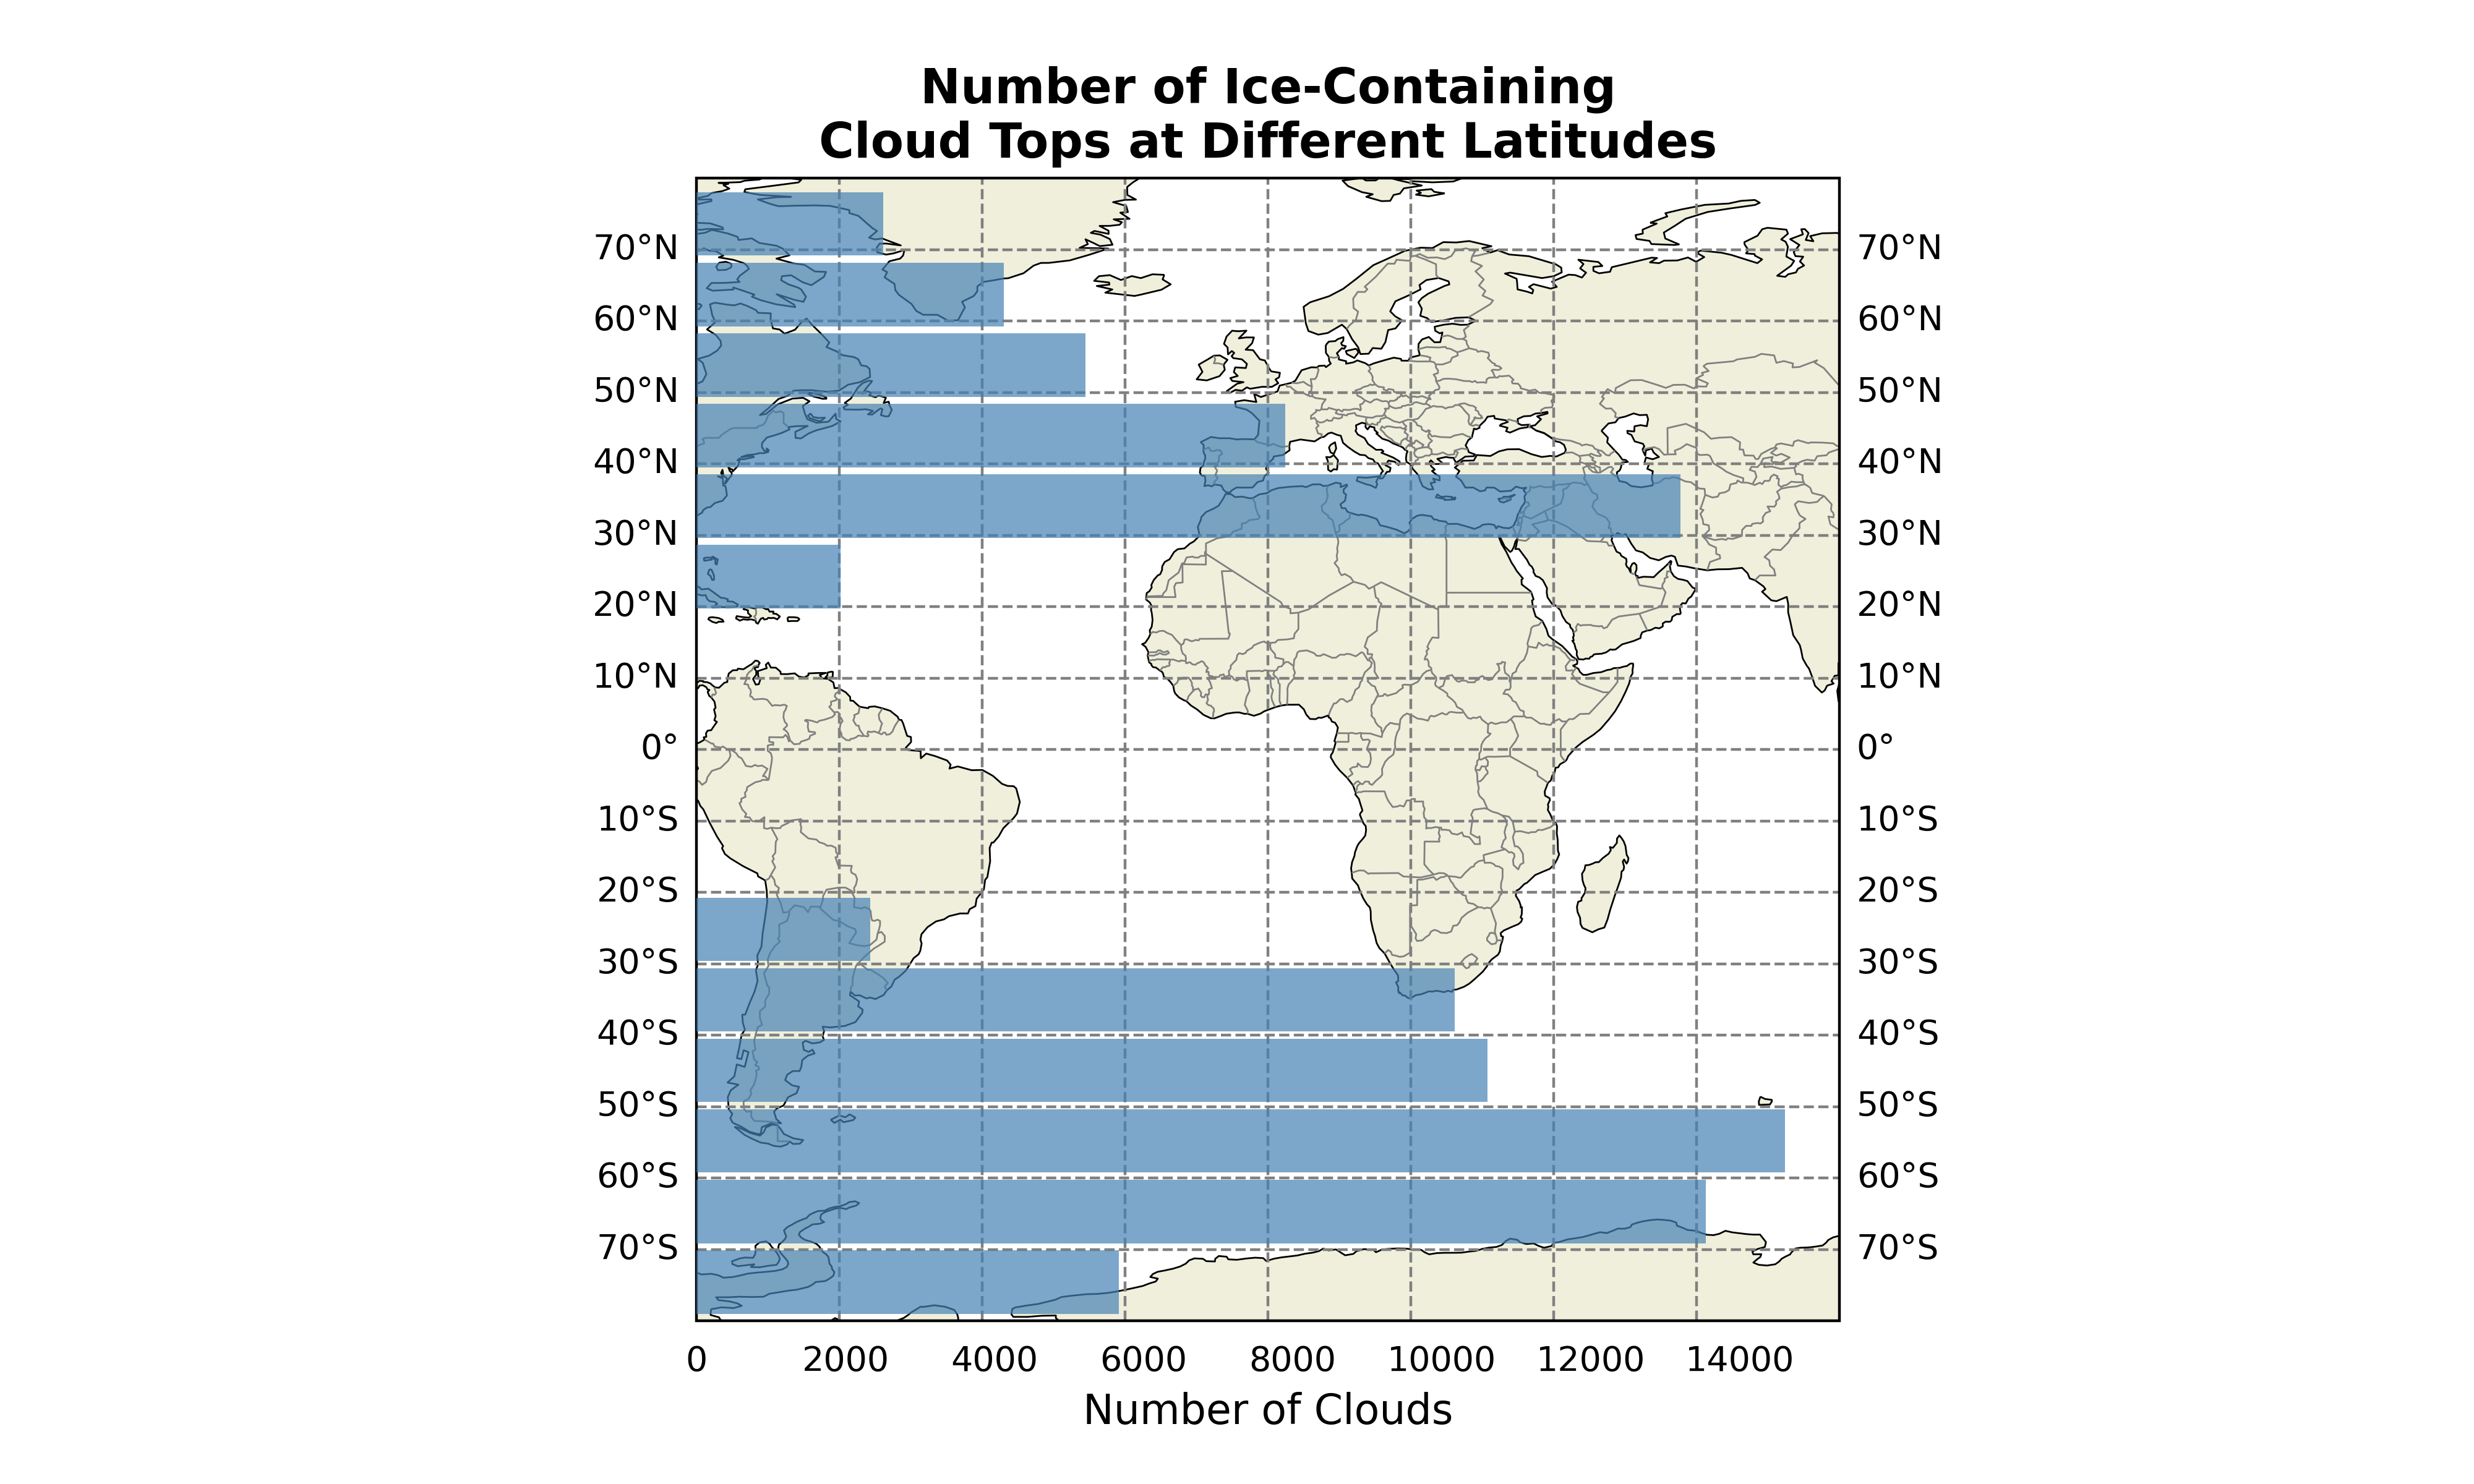 Number of Ice-Containing
Cloud Tops at Different Latitudes
70°N 70°N
60°N 60°N
50°N 50°N
40°N 40°N
30°N 30°N
20°N 20°N
10°N 10°N
0° 0°
10°S 10°S
20°S 20°S
30°S 30°S
40°S 40°S
50°S 50°S
60°S 60°S
70°S 70°S
0 2000 4000 6000 8000 10000 12000 14000
Number of Clouds